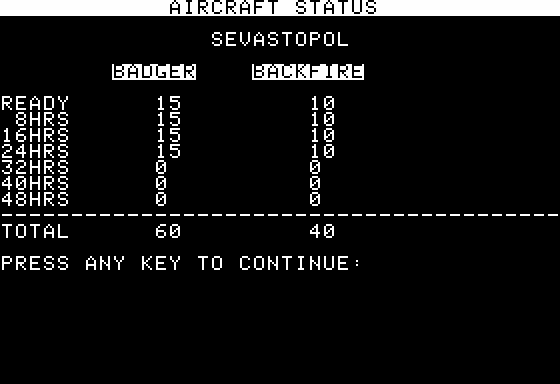 AIRCRAFT STATUS
SEVASTOPOL
BADGER BACKFIRE
READY 15 10
8HRS 15 10
16HRS 15 10
24HRS 15 10
32HRS 0 0
40HRS 0 0
48HRS 0 0
----------------------------------------
TOTAL 60 40
PRESS ANY KEY TO CONTINUE: